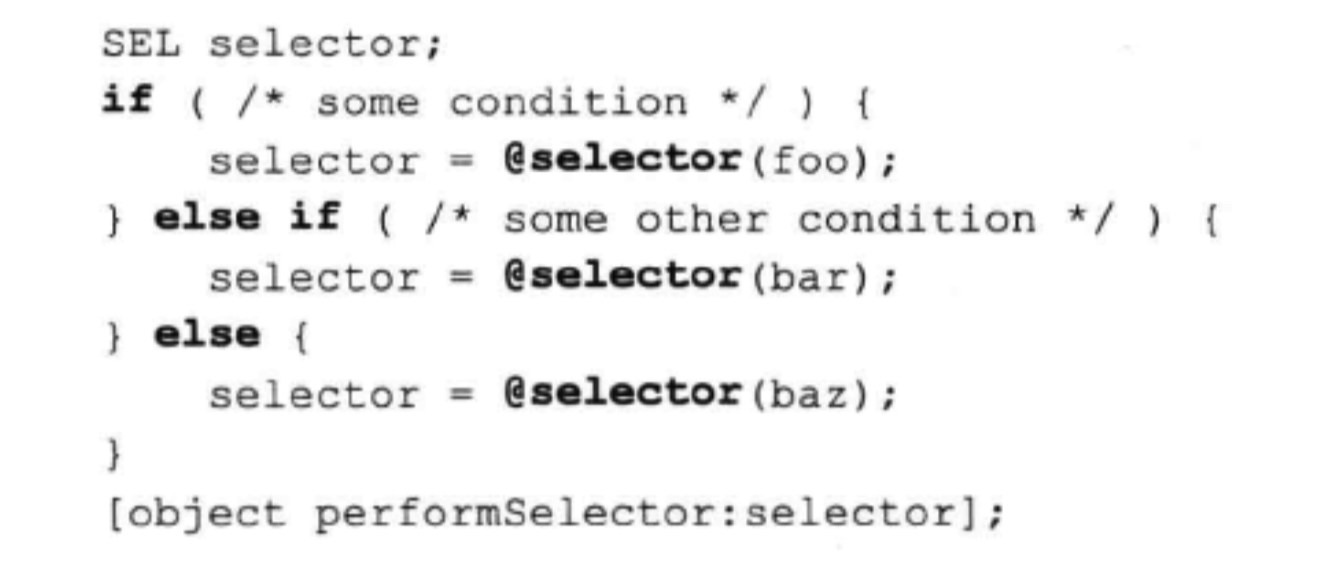 SEL selector;
if ( /* some condition */ ) {
    selector = @selector(foo);
} else if ( /* some other condition */ ) {
    selector = @selector(bar);
} else {
    selector = @selector(baz);
}
[object performSelector:selector];